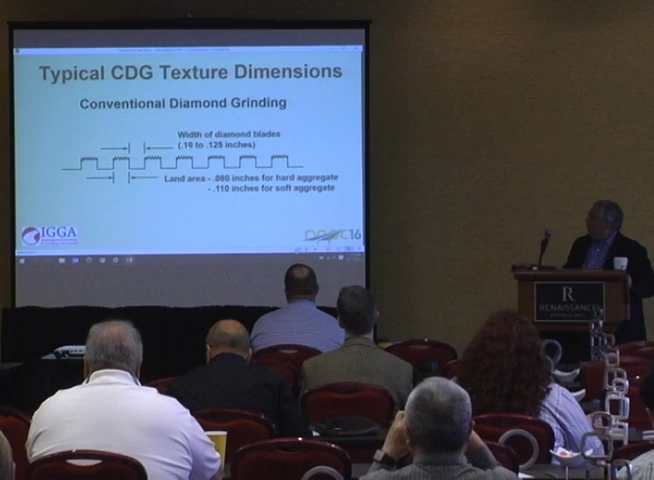 Typical CDG Texture Dimensions
Conventional Diamond Grinding
Width of diamond blades
(.10 to .125 inches)
Land area - .080 inches for hard aggregate
- .110 inches for soft aggregate
IGGA
16
R
RENAISSANCE